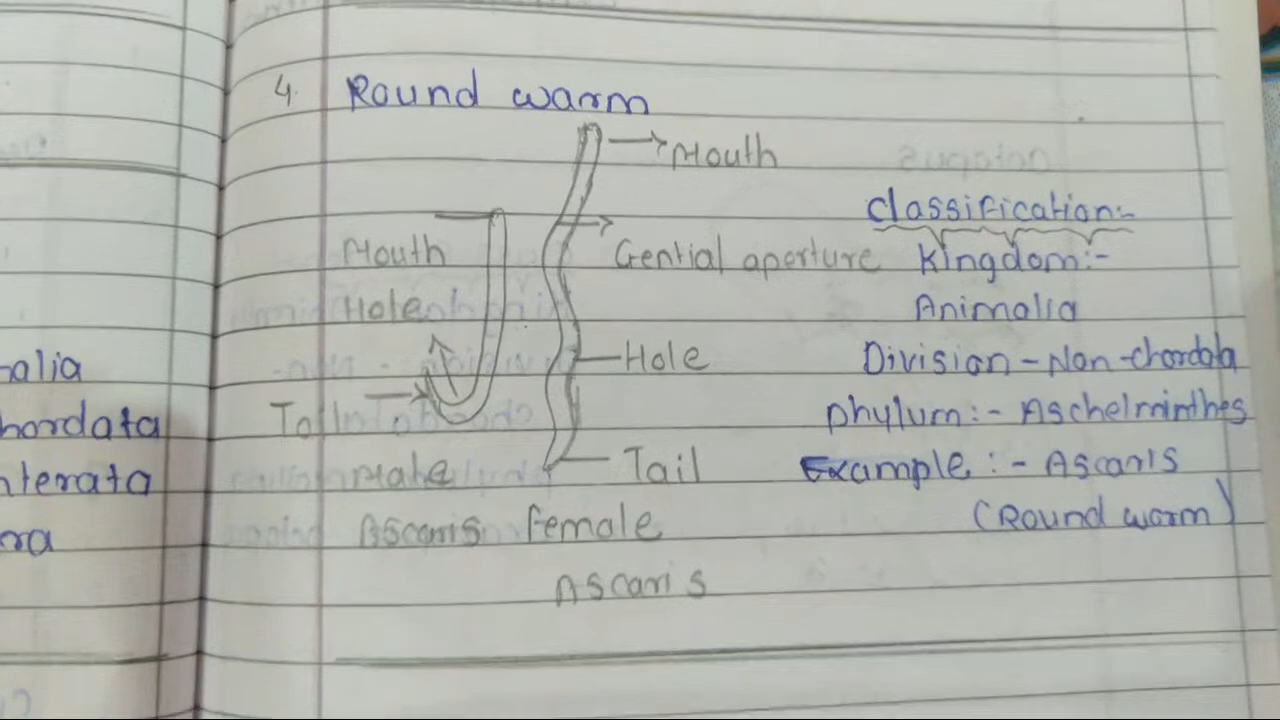 4. Round warm
Mouth
Gential aperture
Hole
Tail
female
Ascaris
Mouth
Hole
Tail
Male
Ascaris
Classification:-
Kingdom:-
Animalia
Division - Non-chordata
phylum:- Aschelminthes
Example:- Ascaris
(Round worm)
alia
hordata
nterata
ra